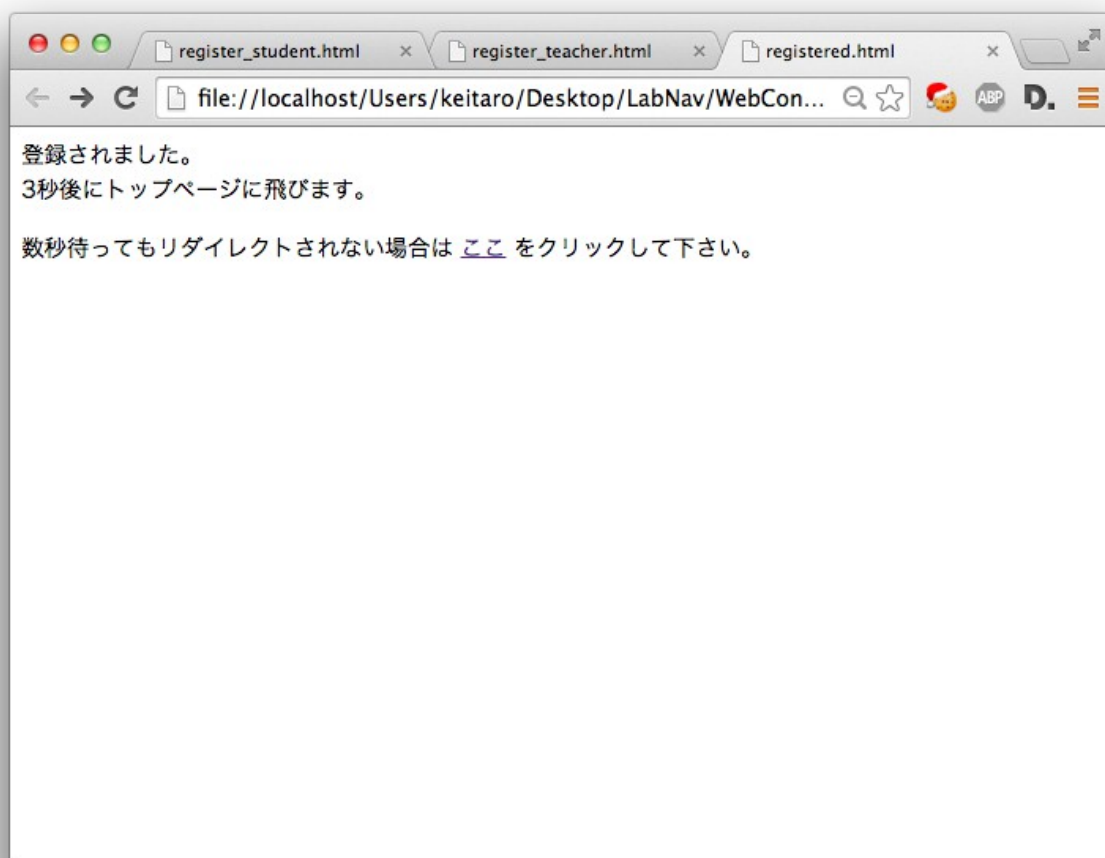 register_student.html
register_teacher.html
registered.html
file://localhost/Users/keitaro/Desktop/LabNav/WebCon...
ABP
D.
登録されました。
3秒後にトップページに飛びます。
数秒待ってもリダイレクトされない場合は ここ をクリックして下さい。